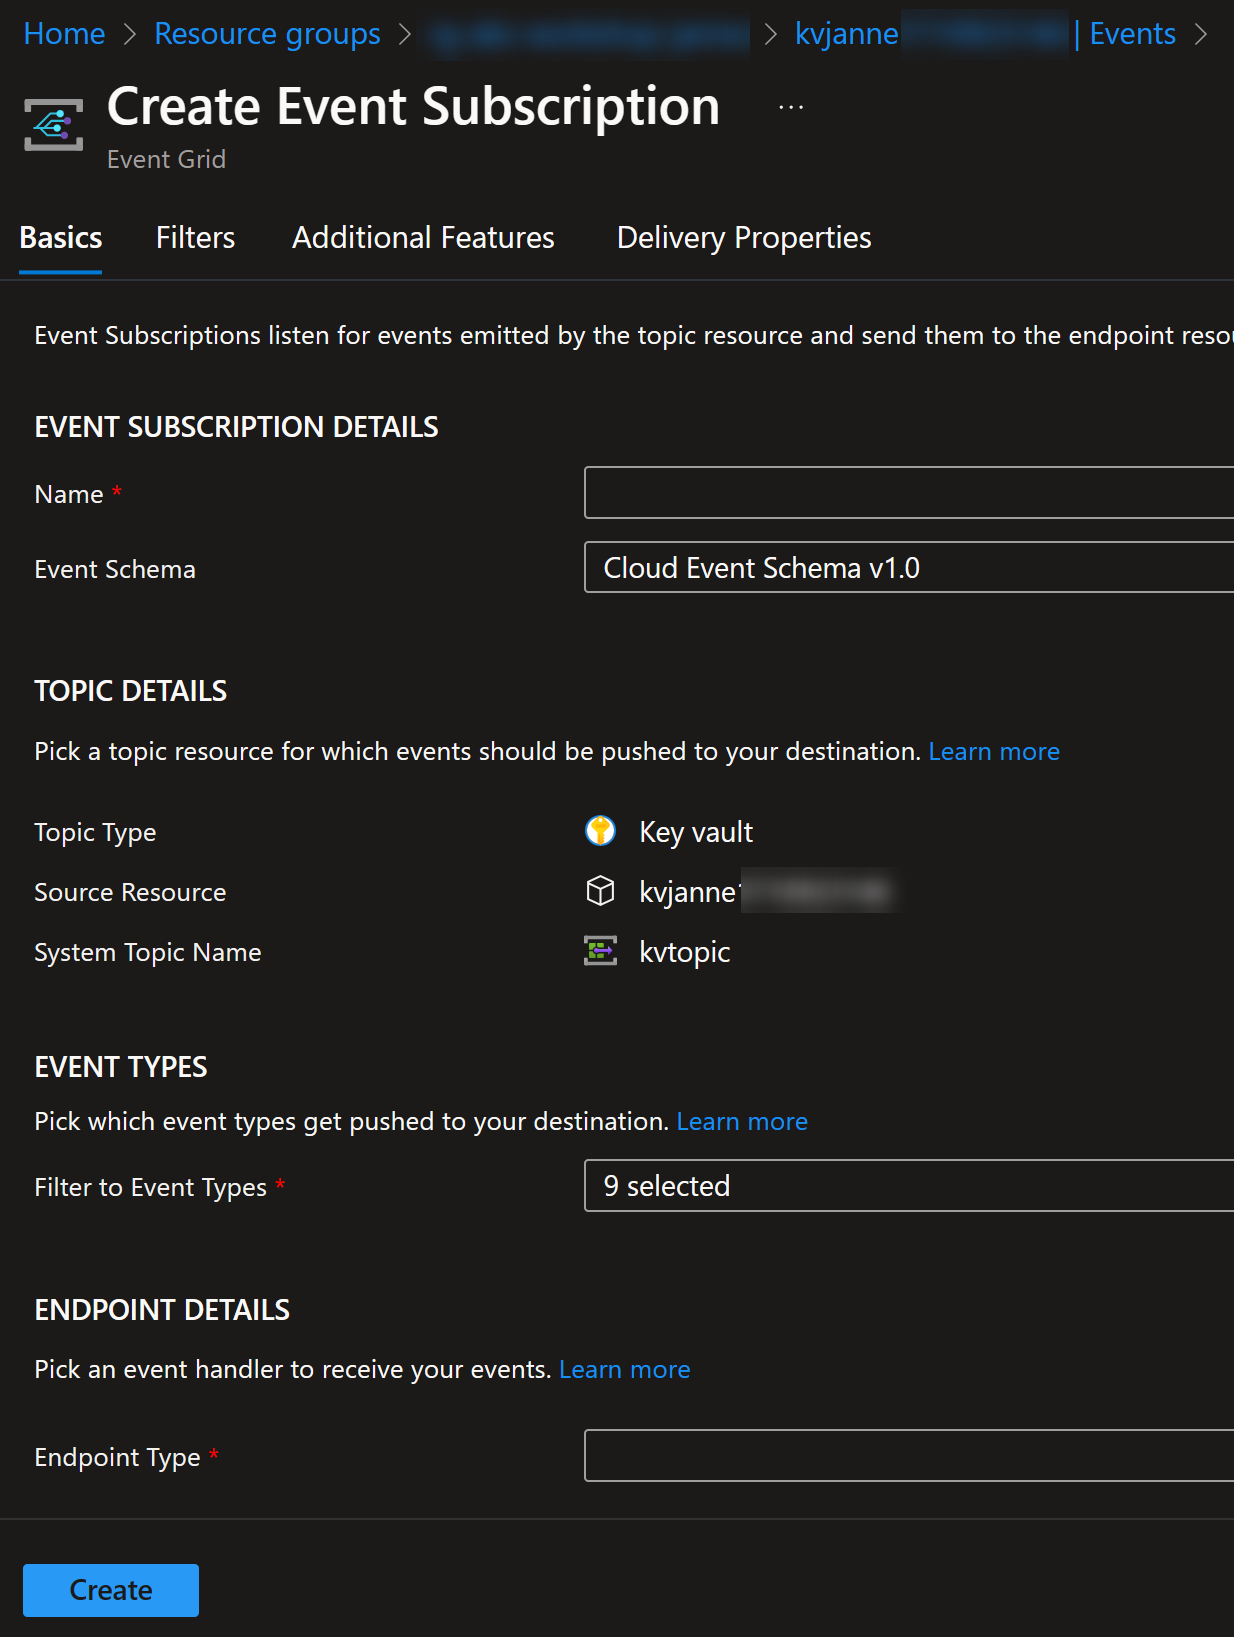 Home > Resource groups > > kvjanne | Events >
Create Event Subscription ...
Event Grid
Basics Filters Additional Features Delivery Properties
Event Subscriptions listen for events emitted by the topic resource and send them to the endpoint
EVENT SUBSCRIPTION DETAILS
Name *
Event Schema Cloud Event Schema v1.0
TOPIC DETAILS
Pick a topic resource for which events should be pushed to your destination. Learn more
Topic Type Key vault
Source Resource kvjanne
System Topic Name kvtopic
EVENT TYPES
Pick which event types get pushed to your destination. Learn more
Filter to Event Types * 9 selected
ENDPOINT DETAILS
Pick an event handler to receive your events. Learn more
Endpoint Type *
Create